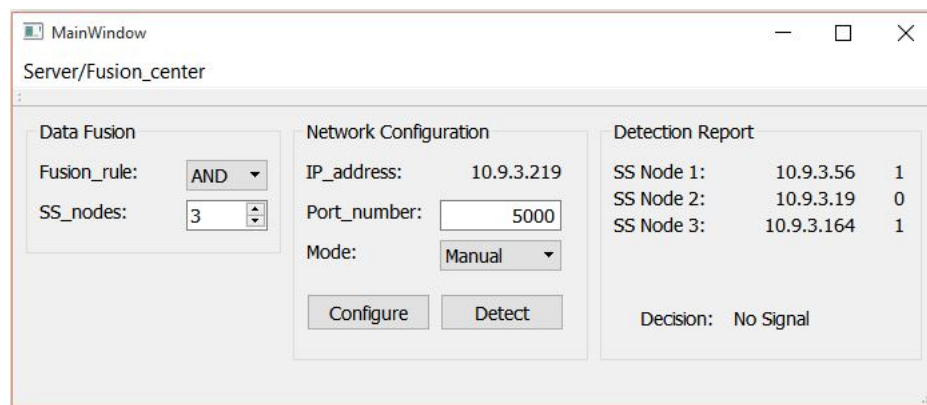 MainWindow
Server/Fusion_center
Data Fusion
Fusion_rule: AND
SS_nodes: 3
Network Configuration
IP_address: 10.9.3.219
Port_number: 5000
Mode: Manual
Configure Detect
Detection Report
SS Node 1: 10.9.3.56 1
SS Node 2: 10.9.3.19 0
SS Node 3: 10.9.3.164 1
Decision: No Signal